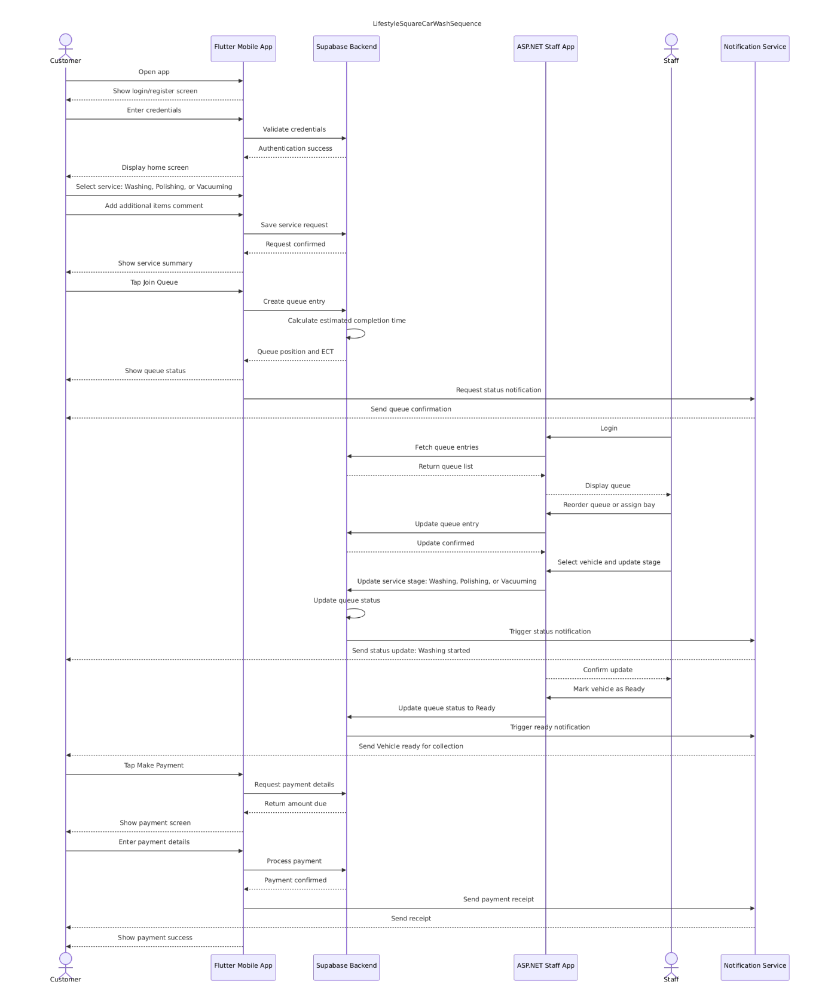 LifestyleSquareCarWashSequence
Customer
Flutter Mobile App
Supabase Backend
ASP.NET Staff App
Staff
Notification Service
Open app
Show login/register screen
Enter credentials
Validate credentials
Authentication success
Display home screen
Select service: Washing, Polishing, or Vacuuming
Add additional items comment
Save service request
Request confirmed
Show service summary
Tap Join Queue
Create queue entry
Calculate estimated completion time
Queue position and ECT
Show queue status
Request status notification
Send queue confirmation
Login
Fetch queue entries
Return queue list
Display queue
Reorder queue or assign bay
Update queue entry
Update confirmed
Select vehicle and update stage
Update service stage: Washing, Polishing, or Vacuuming
Update queue status
Trigger status notification
Send status update: Washing started
Confirm update
Mark vehicle as Ready
Update queue status to Ready
Trigger ready notification
Send Vehicle ready for collection
Tap Make Payment
Request payment details
Return amount due
Show payment screen
Enter payment details
Process payment
Payment confirmed
Send payment receipt
Send receipt
Show payment success
Customer
Flutter Mobile App
Supabase Backend
ASP.NET Staff App
Staff
Notification Service